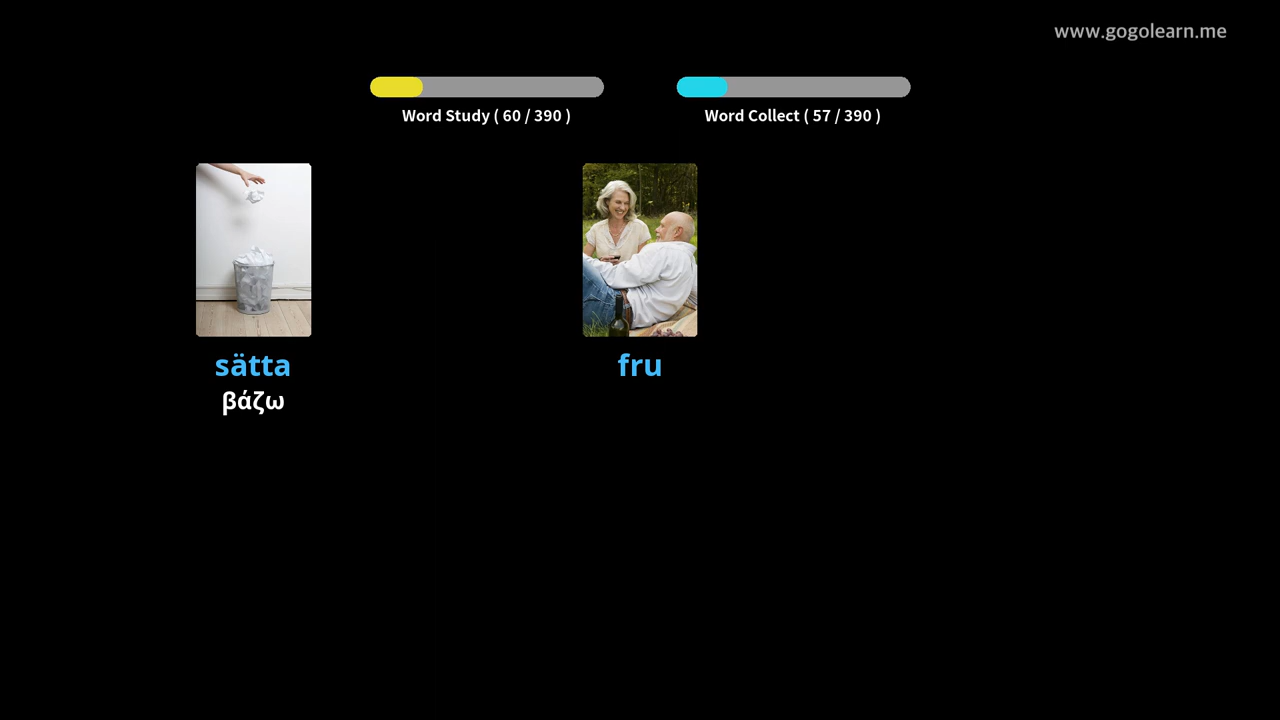 www.gogolearn.me
Word Study ( 60 / 390 )
Word Collect ( 57 / 390 )
sätta
βάζω
fru